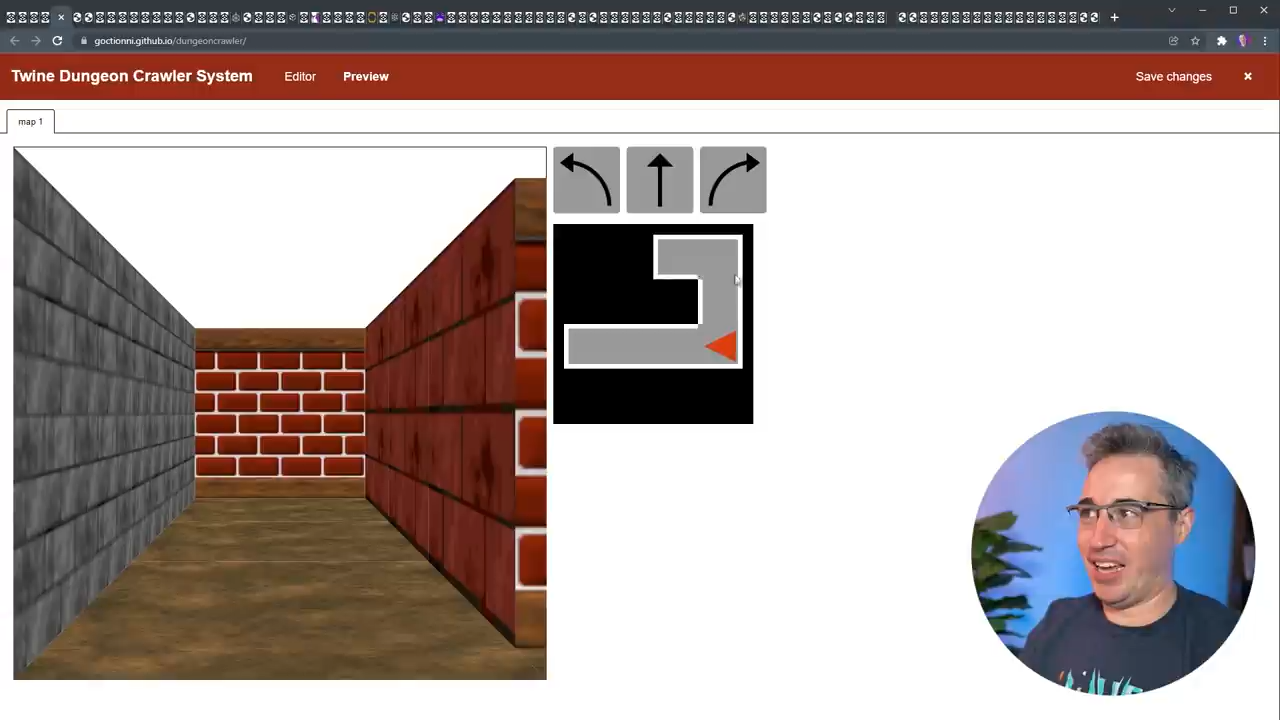 goctionni.github.io/dungeoncrawler/
Twine Dungeon Crawler System
Editor
Preview
Save changes
map 1